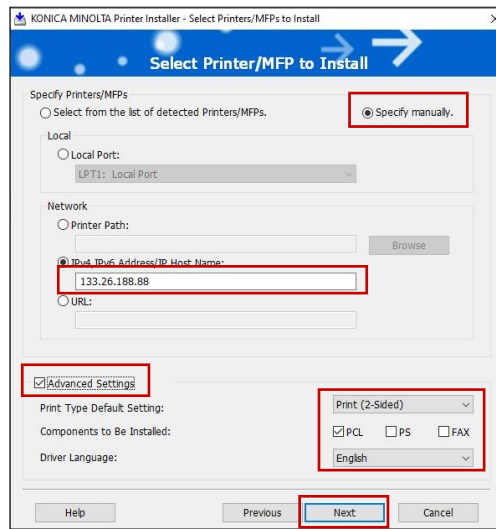 KONICA MINOLTA Printer Installer - Select Printers/MFPs to Install
Select Printer/MFP to Install
Specify Printers/MFPs
Select from the list of detected Printers/MFPs. Specify manually.
Local
Local Port:
LPT1: Local Port
Network
Printer Path:
Browse
IPv4,IPv6 Address/IP Host Name:
133.26.188.88
URL:
Advanced Settings
Print Type Default Setting: Print (2-Sided)
Components to Be Installed: PCL PS FAX
Driver Language: English
Help Previous Next Cancel